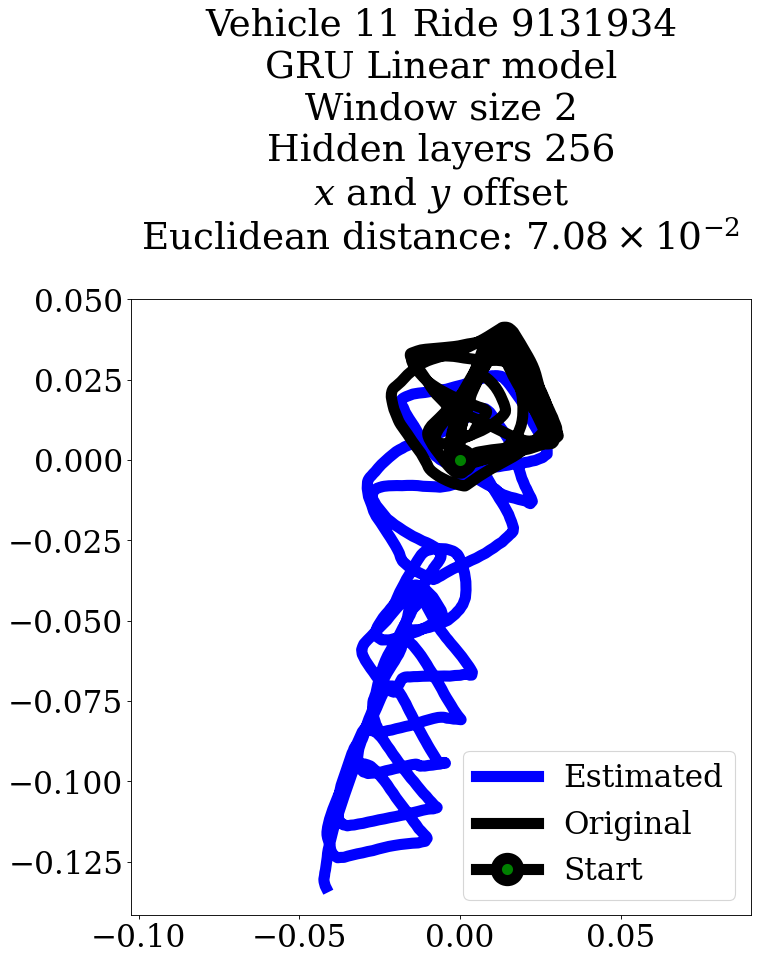 Vehicle 11 Ride 9131934
GRU Linear model
Window size 2
Hidden layers 256
x and y offset
Euclidean distance: 7.08 × 10⁻²
0.050
0.025
0.000
−0.025
−0.050
−0.075
−0.100
−0.125
Estimated
Original
Start
−0.10
−0.05
0.00
0.05